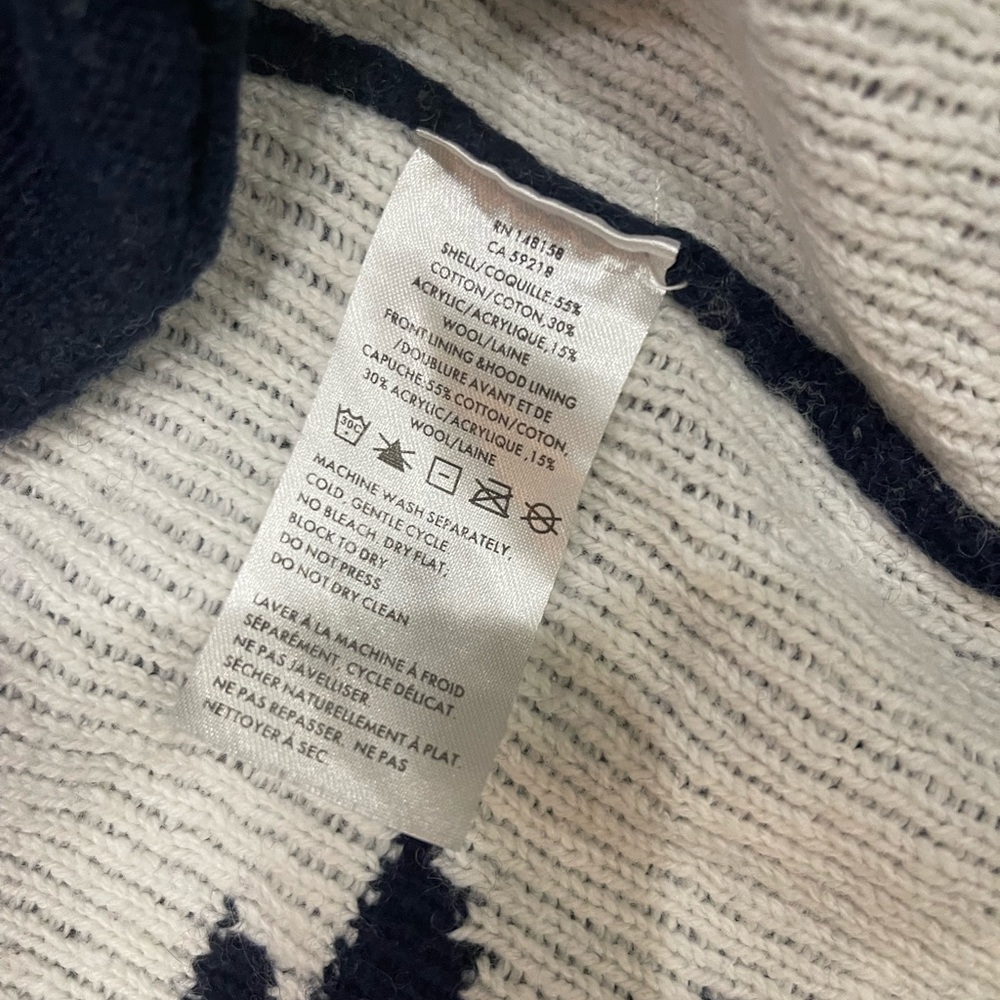 RN 148158
CA 59218
SHELL/COQUILLE,55%
COTTON/COTON,30%
ACRYLIC/ACRYLIQUE,15%
WOOL/LAINE
FRONT LINING &HOOD LINING
/DOUBLURE AVANT ET DE
CAPUCHE:55% COTTON/COTON,
30% ACRYLIC/ACRYLIQUE ,15%
WOOL/LAINE
30C
MACHINE WASH SEPARATELY,
COLD, GENTLE CYCLE.
NO BLEACH, DRY FLAT,
BLOCK TO DRY
DO NOT PRESS.
DO NOT DRY CLEAN
LAVER À LA MACHINE À FROID
SÉPARÉMENT, CYCLE DÉLICAT.
NE PAS JAVELLISER.
SÉCHER NATURELLEMENT À PLAT.
NE PAS REPASSER. NE PAS
NETTOYER À SEC.